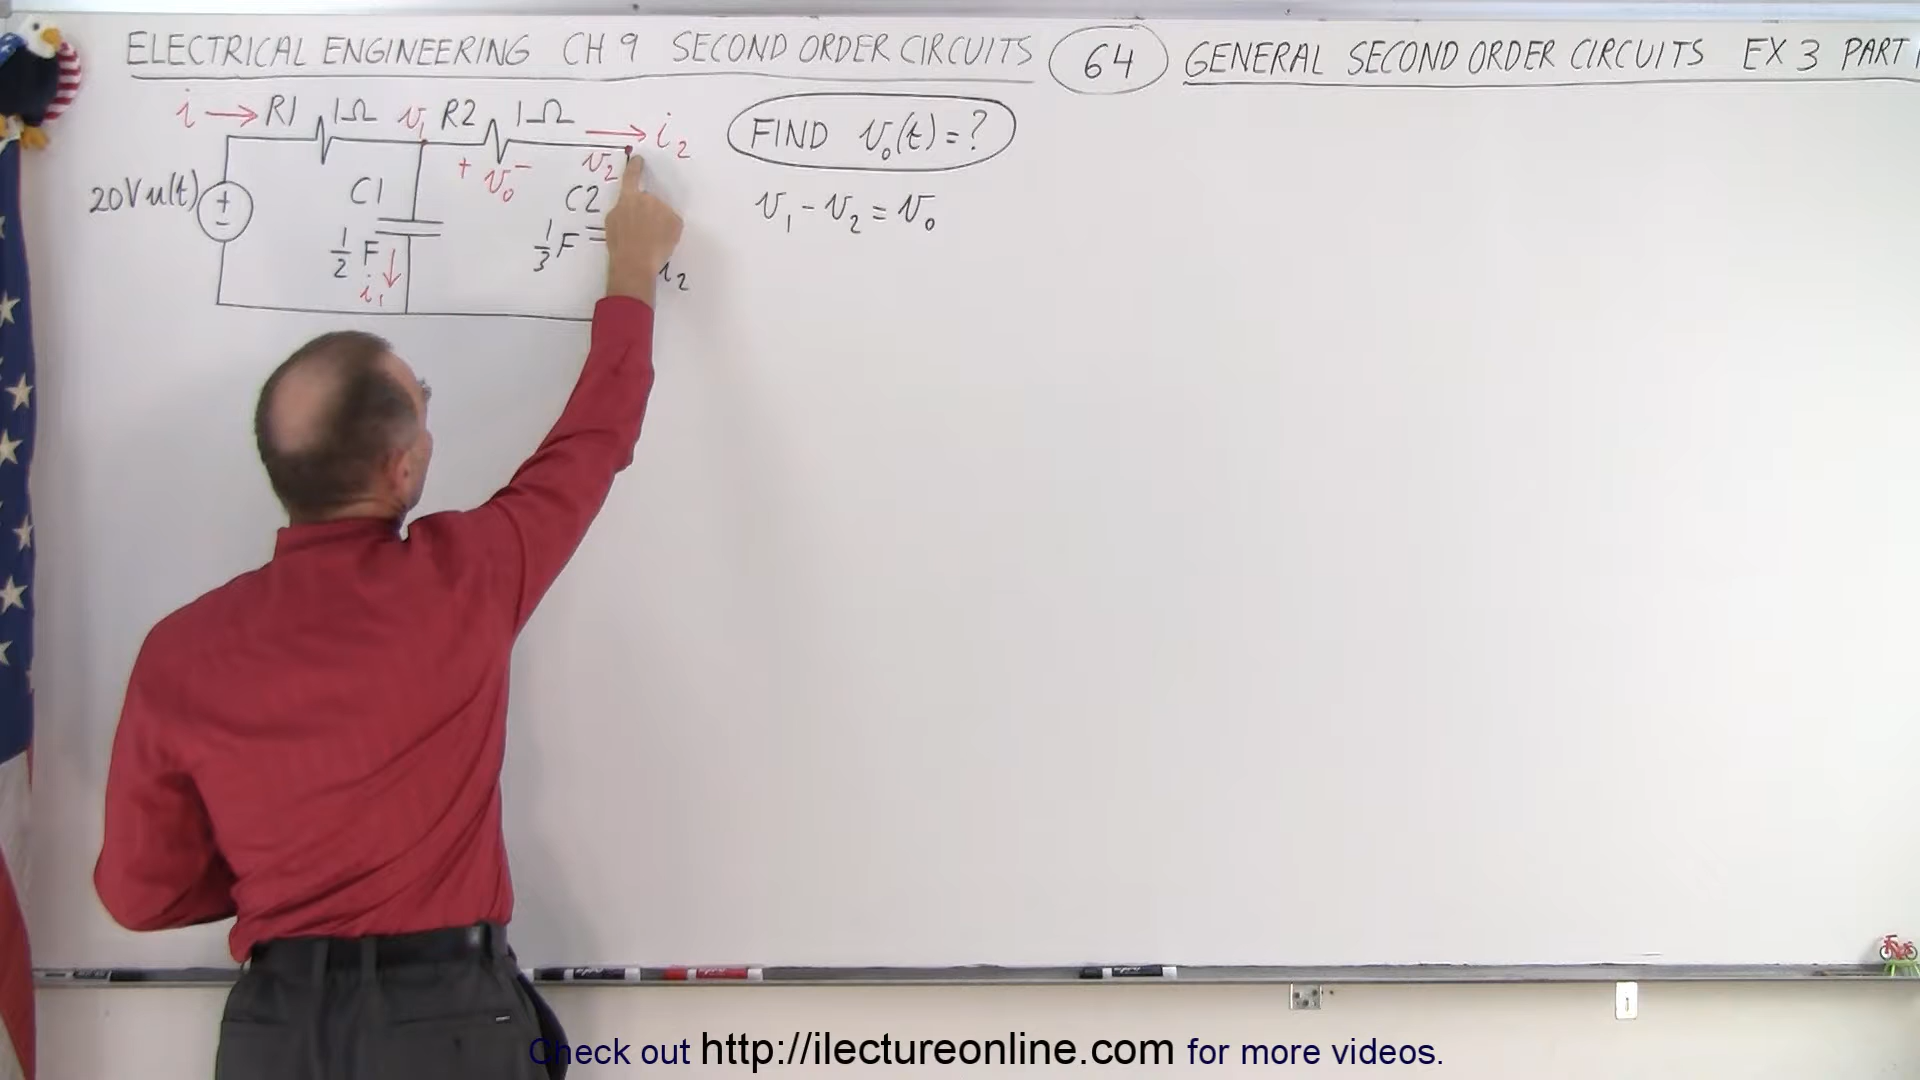 ELECTRICAL ENGINEERING CH 9 SECOND ORDER CIRCUITS 64 GENERAL SECOND ORDER CIRCUITS EX 3 PART
i → R1 1Ω v₁ R2 1Ω → i₂
FIND v₀(t) = ?
+ v₀ − v₂
20V u(t) + − C1 C2
v₁ - v₂ = v₀
1/2 F 1/3 F
i₁ i₂
Check out http://ilectureonline.com for more videos.